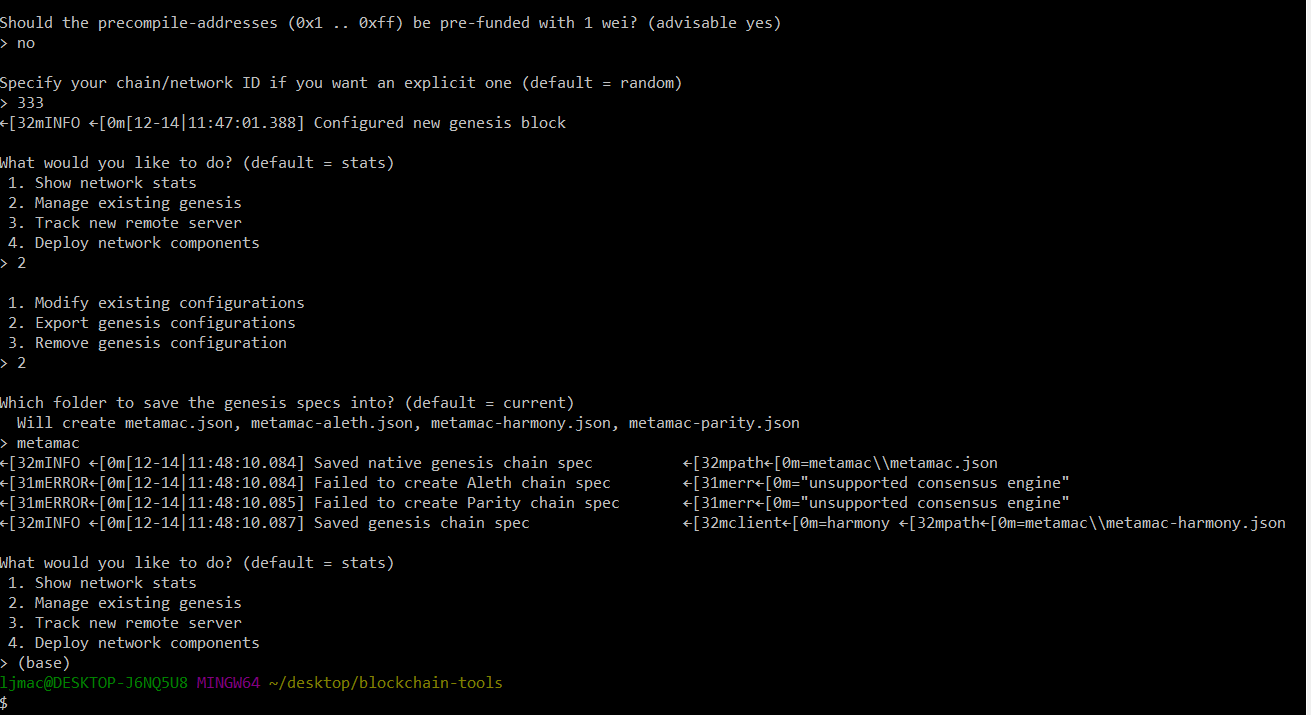 Should the precompile-addresses (0x1 .. 0xff) be pre-funded with 1 wei? (advisable yes)
> no
Specify your chain/network ID if you want an explicit one (default = random)
> 333
←[32mINFO ←[0m[12-14|11:47:01.388] Configured new genesis block
What would you like to do? (default = stats)
1. Show network stats
2. Manage existing genesis
3. Track new remote server
4. Deploy network components
> 2
1. Modify existing configurations
2. Export genesis configurations
3. Remove genesis configuration
> 2
Which folder to save the genesis specs into? (default = current)
Will create metamac.json, metamac-aleth.json, metamac-harmony.json, metamac-parity.json
> metamac
←[32mINFO ←[0m[12-14|11:48:10.084] Saved native genesis chain spec ←[32mpath←[0m=metamac\\metamac.json
←[31mERROR←[0m[12-14|11:48:10.084] Failed to create Aleth chain spec ←[31merr←[0m="unsupported consensus engine"
←[31mERROR←[0m[12-14|11:48:10.085] Failed to create Parity chain spec ←[31merr←[0m="unsupported consensus engine"
←[32mINFO ←[0m[12-14|11:48:10.087] Saved genesis chain spec ←[32mclient←[0m=harmony ←[32mpath←[0m=metamac\\metamac-harmony.json
What would you like to do? (default = stats)
1. Show network stats
2. Manage existing genesis
3. Track new remote server
4. Deploy network components
> (base)
ljmac@DESKTOP-J6NQ5U8 MINGW64 ~/desktop/blockchain-tools
$